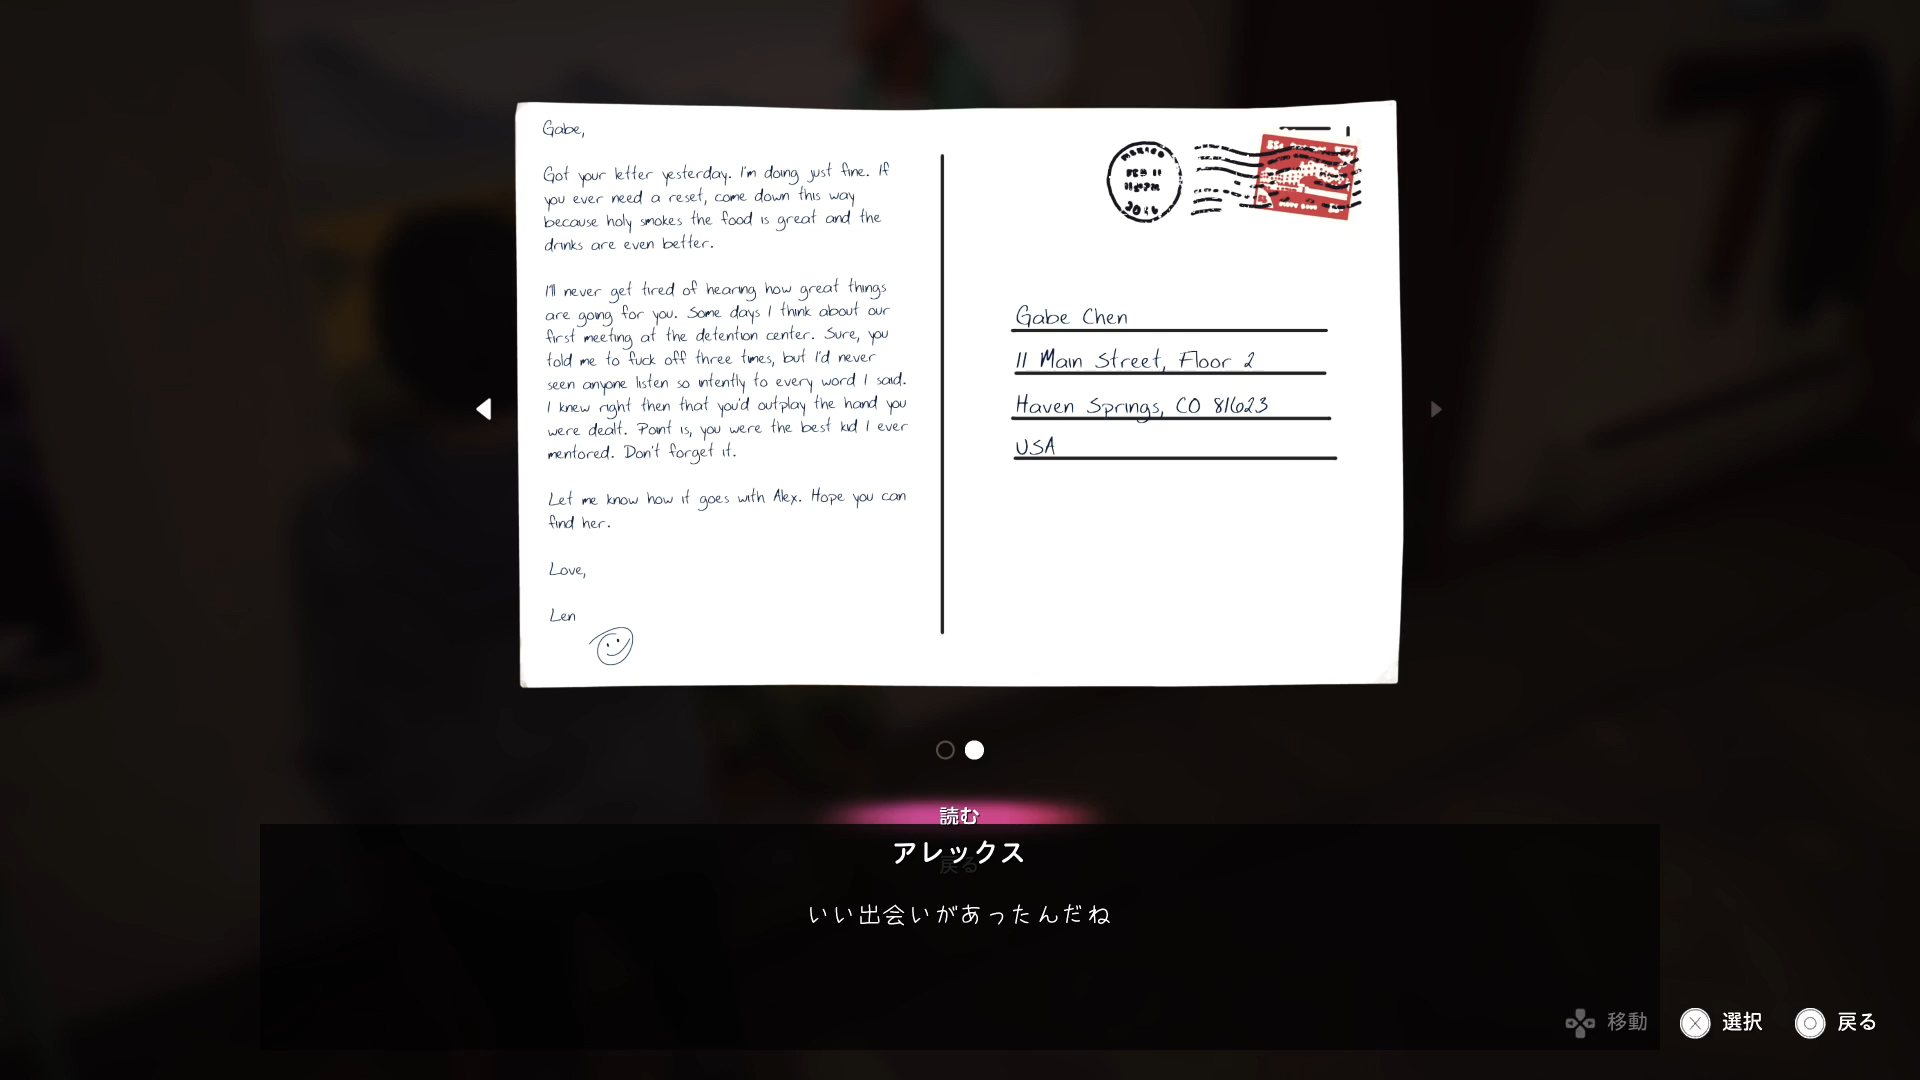 Gabe,
Got your letter yesterday. I'm doing just fine. If
you ever need a reset, come down this way
because holy smokes the food is great and the
drinks are even better.
I'll never get tired of hearing how great things
are going for you. Some days I think about our
first meeting at the detention center. Sure, you
told me to fuck off three times, but I'd never
seen anyone listen so intently to every word I said.
I knew right then that you'd outplay the hand you
were dealt. Point is, you were the best kid I ever
mentored. Don't forget it.
Let me know how it goes with Alex. Hope you can
find her.
Love,
Len
MEXICO
Gabe Chen
11 Main Street, Floor 2
Haven Springs, CO 81623
USA
読む
戻る
アレックス
いい出会いがあったんだね
移動
選択
戻る